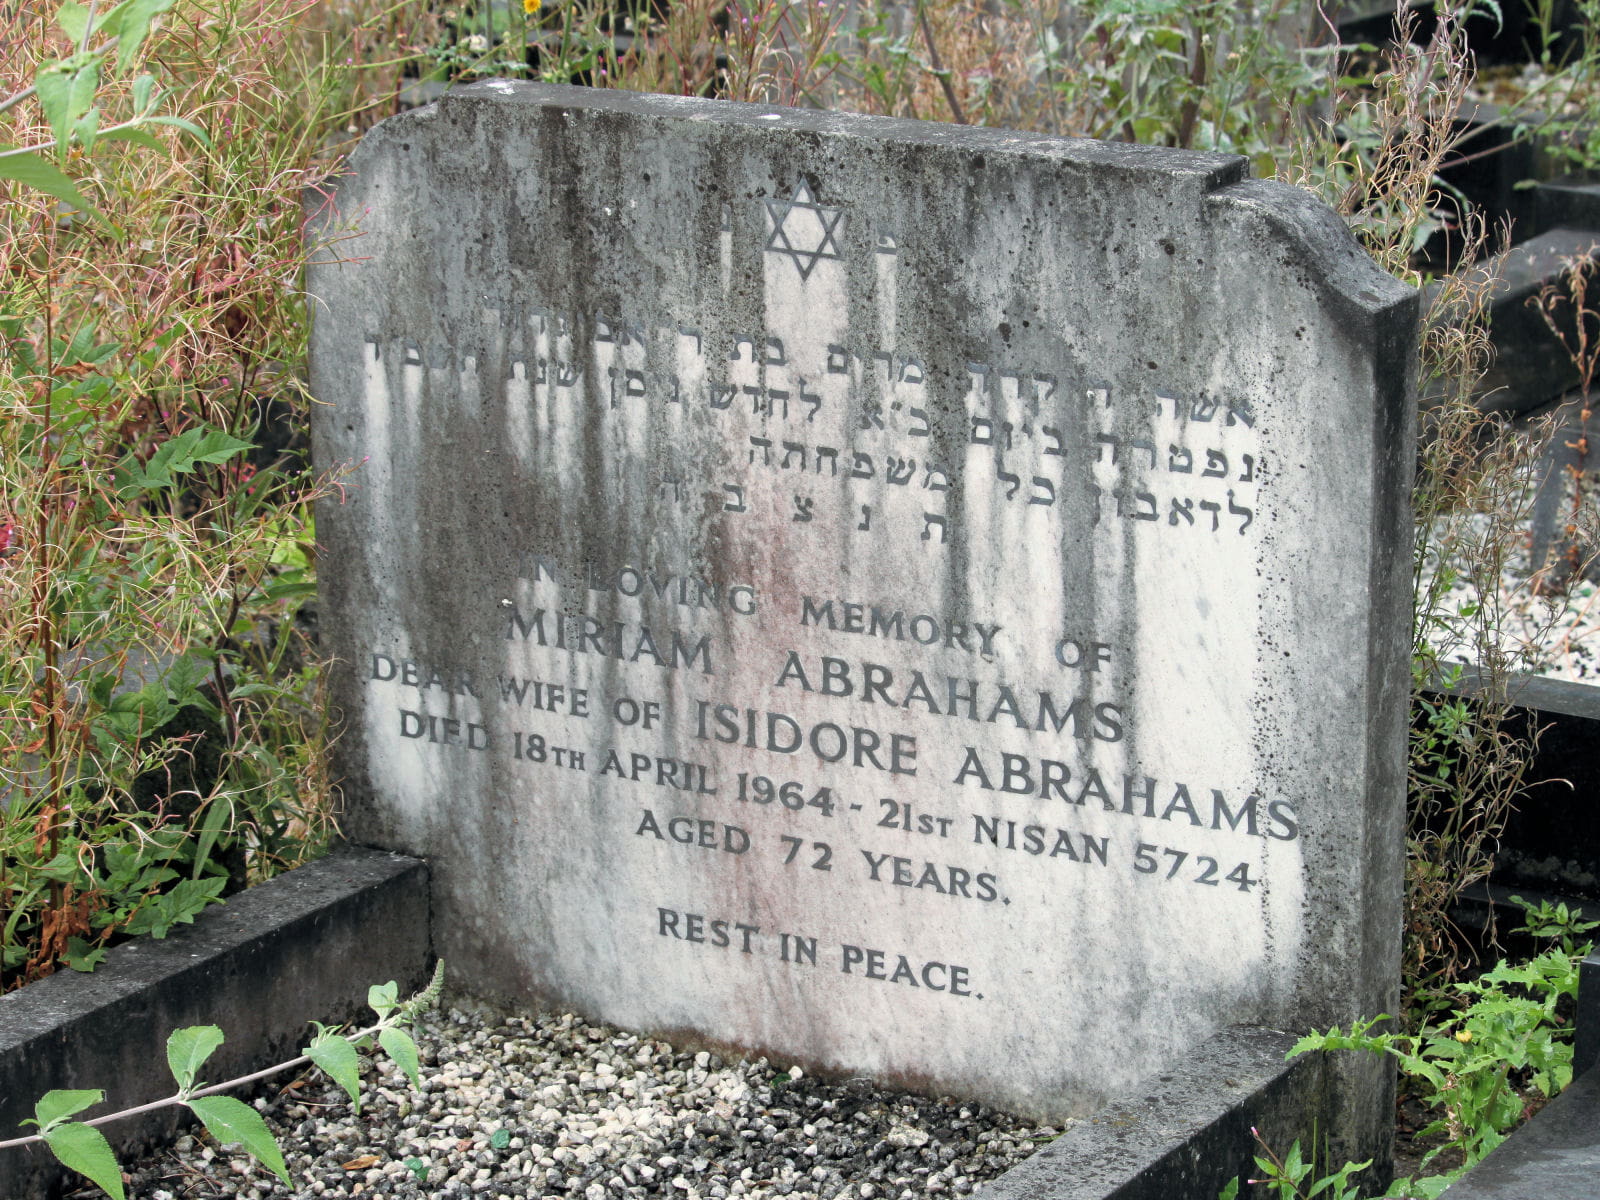 פ נ
אשה היקרה מרים בת ר'
נפטרה ביום כ"א לחדש ניסן שנת תשכ"ד
לדאבון כל משפחתה
ת נ צ ב ה
IN LOVING MEMORY OF
MIRIAM ABRAHAMS
DEAR WIFE OF ISIDORE ABRAHAMS
DIED 18TH APRIL 1964 - 21ST NISAN 5724
AGED 72 YEARS.
REST IN PEACE.